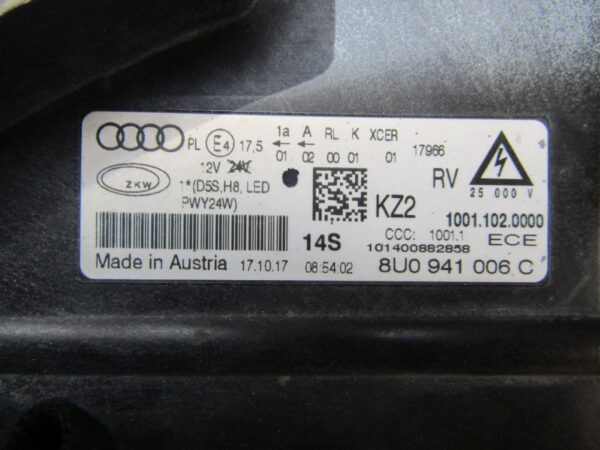 PL E4 17,5 1a A RL K XCER
01 02 00 01 01 17966
12V 24V
ZKW 1*(D5S,H8, LED
PWY24W)
RV 25 000 V
KZ2 1001.102.0000
14S CCC: 1001.1 ECE
101400882858
Made in Austria 17.10.17 08:54:02 8U0 941 006 C